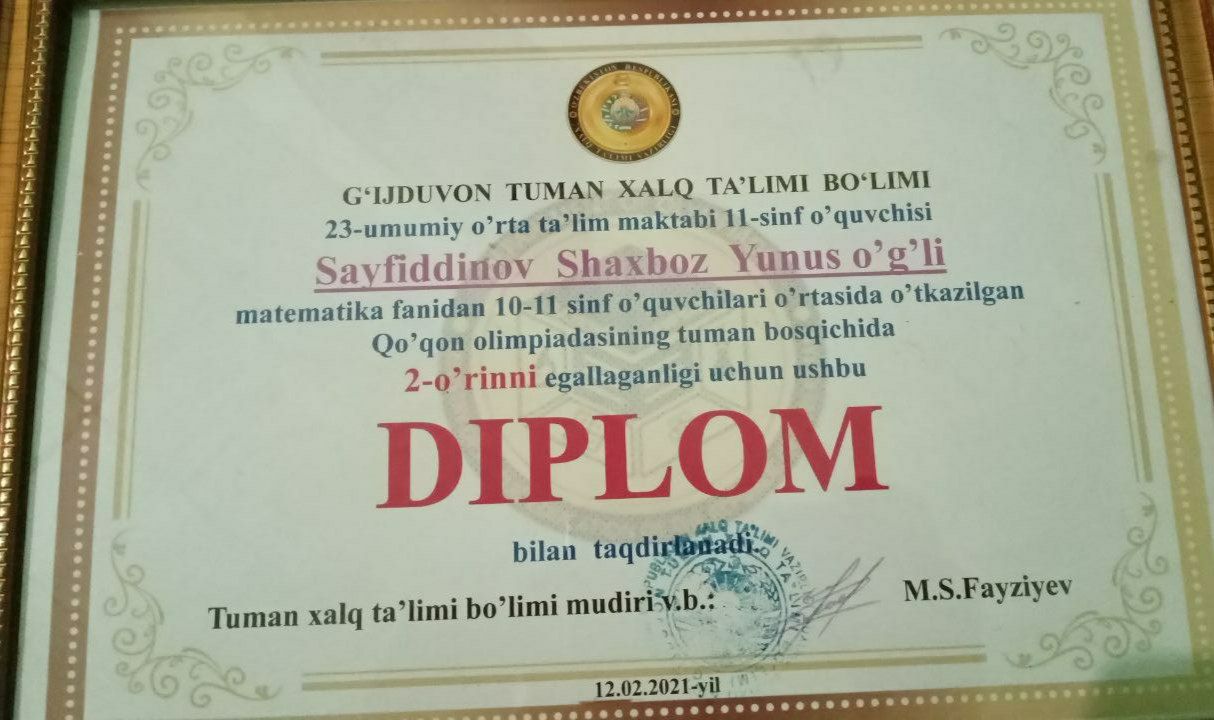 O‘ZBEKISTON RESPUBLIKASI
XALQ TA'LIMI VAZIRLIGI
G‘IJDUVON TUMAN XALQ TA’LIMI BO‘LIMI
23-umumiy o’rta ta’lim maktabi 11-sinf o’quvchisi
Sayfiddinov Shaxboz Yunus o’g’li
matematika fanidan 10-11 sinf o’quvchilari o’rtasida o’tkazilgan
Qo’qon olimpiadasining tuman bosqichida
2-o’rinni egallaganligi uchun ushbu
DIPLOM
bilan taqdirlanadi.
Tuman xalq ta’limi bo’limi mudiri v.b.:
M.S.Fayziyev
12.02.2021-yil